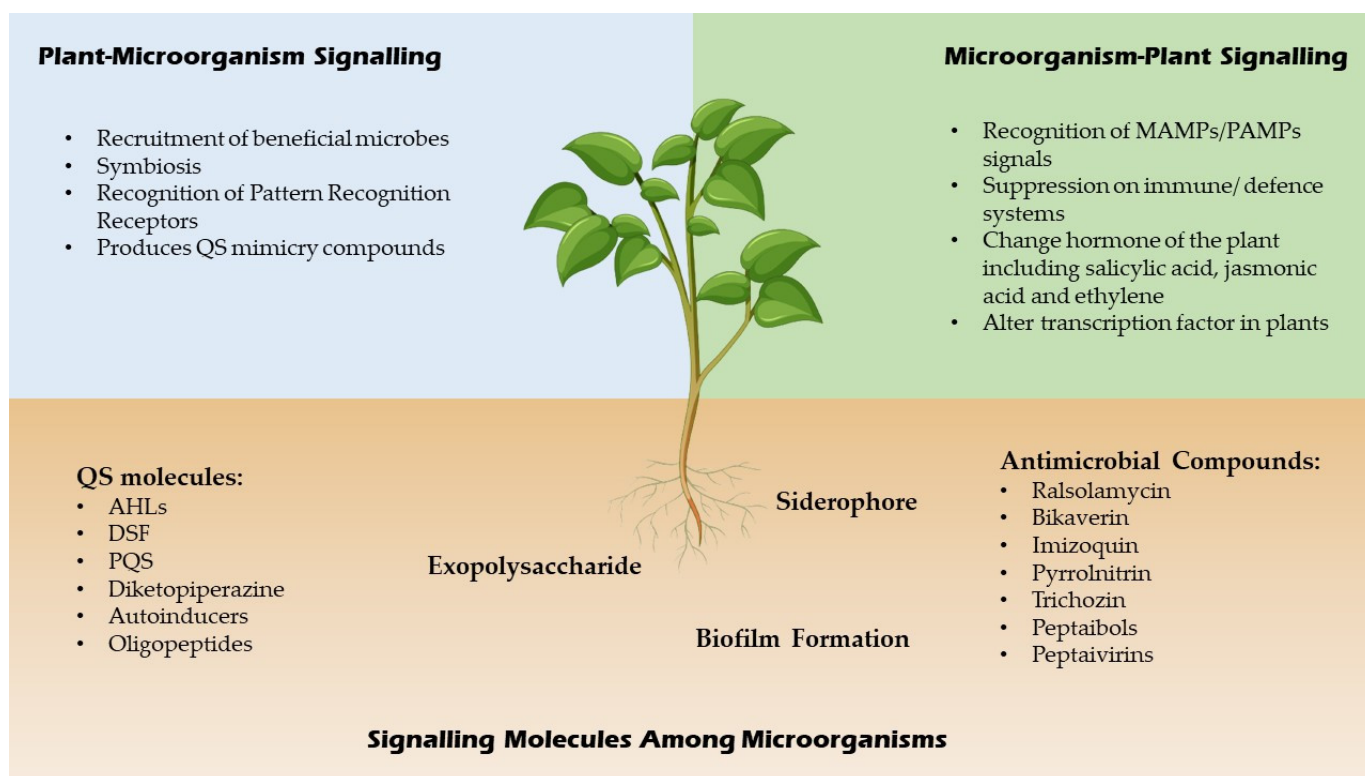 Plant-Microorganism Signalling
• Recruitment of beneficial microbes
• Symbiosis
• Recognition of Pattern Recognition
Receptors
• Produces QS mimicry compounds
Microorganism-Plant Signalling
• Recognition of MAMPs/PAMPs
signals
• Suppression on immune/ defence
systems
• Change hormone of the plant
including salicylic acid, jasmonic
acid and ethylene
• Alter transcription factor in plants
QS molecules:
• AHLs
• DSF
• PQS
• Diketopiperazine
• Autoinducers
• Oligopeptides
Exopolysaccharide
Siderophore
Biofilm Formation
Antimicrobial Compounds:
• Ralsolamycin
• Bikaverin
• Imizoquin
• Pyrrolnitrin
• Trichozin
• Peptaibols
• Peptaivirins
Signalling Molecules Among Microorganisms